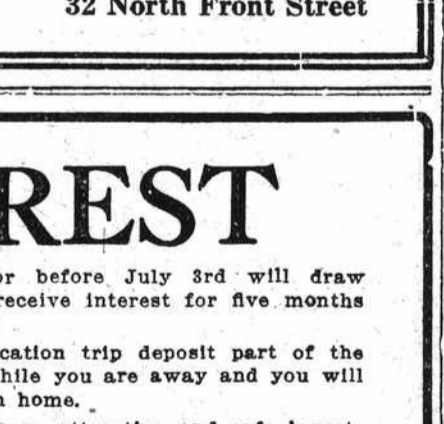 32 North Front Street
REST
or before July 3rd will draw
receive interest for five months
cation trip deposit part of the
hile you are away and you will
n home.